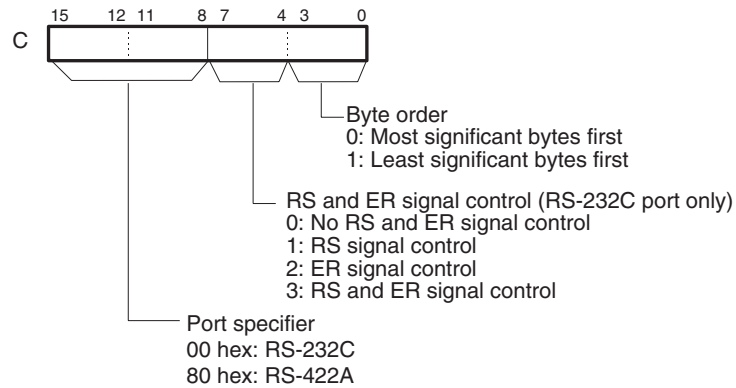 15 12 11 8 7 4 3 0
C
Byte order
0: Most significant bytes first
1: Least significant bytes first
RS and ER signal control (RS-232C port only)
0: No RS and ER signal control
1: RS signal control
2: ER signal control
3: RS and ER signal control
Port specifier
00 hex: RS-232C
80 hex: RS-422A